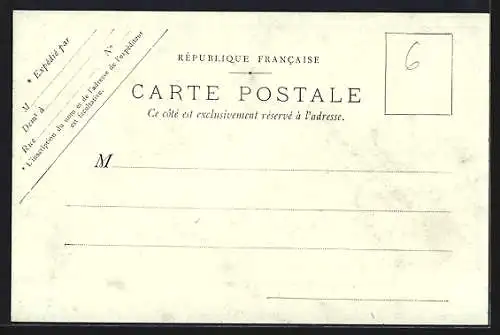 * Expédié par
M
Demt à
Rue N°
* L'inscription du nom et de l'adresse de l'expéditeur
est facultative.
RÉPUBLIQUE FRANÇAISE
CARTE POSTALE
Ce côté est exclusivement réservé à l'adresse.
6
M